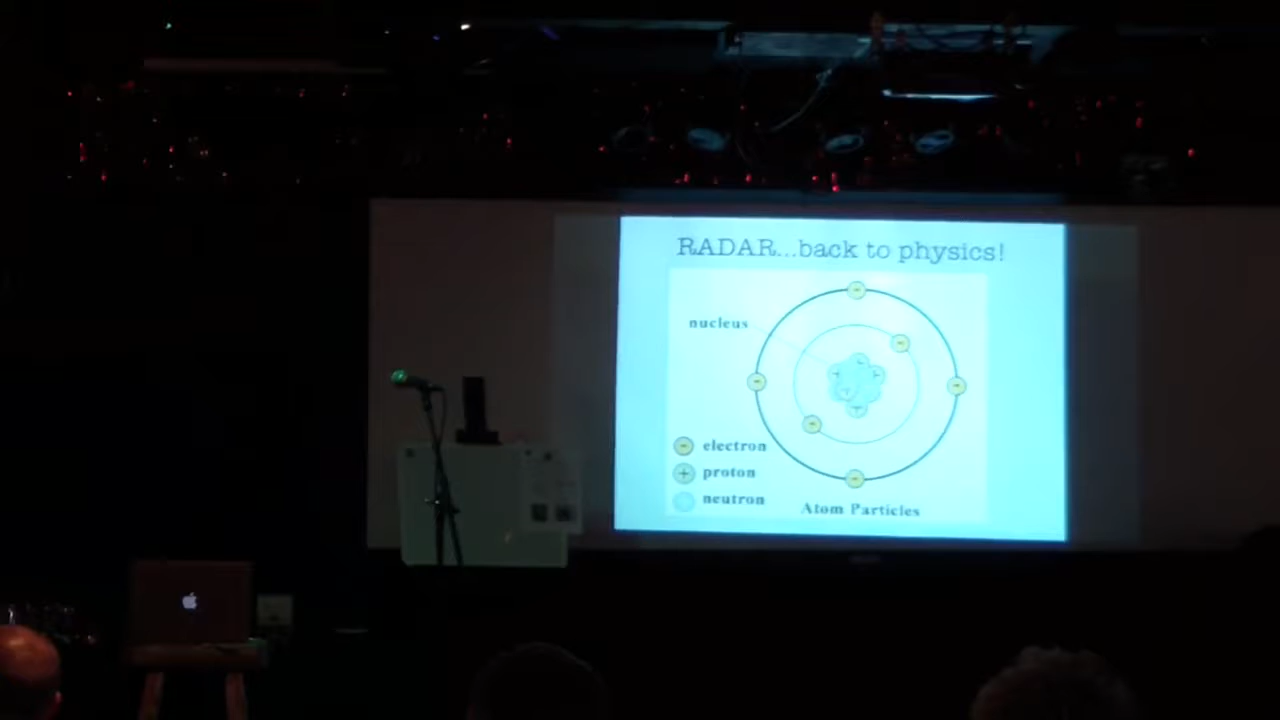 RADAR...back to physics!
nucleus
electron
proton
neutron
Atom Particles